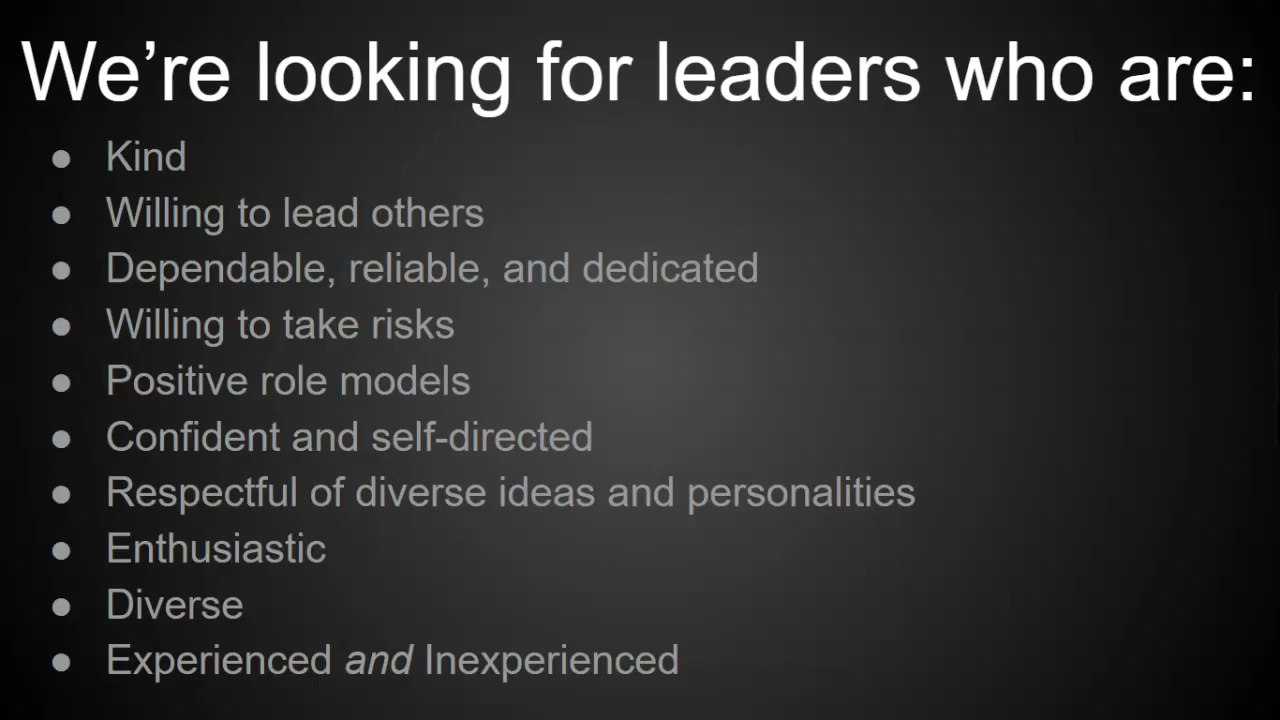 We’re looking for leaders who are:
● Kind
● Willing to lead others
● Dependable, reliable, and dedicated
● Willing to take risks
● Positive role models
● Confident and self-directed
● Respectful of diverse ideas and personalities
● Enthusiastic
● Diverse
● Experienced and Inexperienced